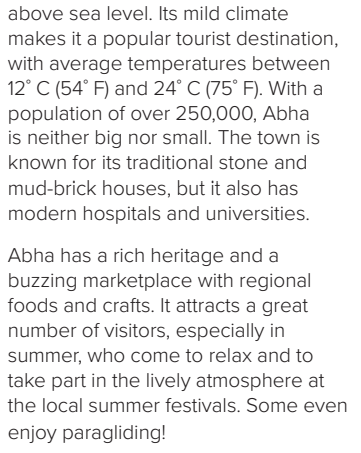 above sea level. Its mild climate
makes it a popular tourist destination,
with average temperatures between
12˚ C (54˚ F) and 24˚ C (75˚ F). With a
population of over 250,000, Abha
is neither big nor small. The town is
known for its traditional stone and
mud-brick houses, but it also has
modern hospitals and universities.
Abha has a rich heritage and a
buzzing marketplace with regional
foods and crafts. It attracts a great
number of visitors, especially in
summer, who come to relax and to
take part in the lively atmosphere at
the local summer festivals. Some even
enjoy paragliding!